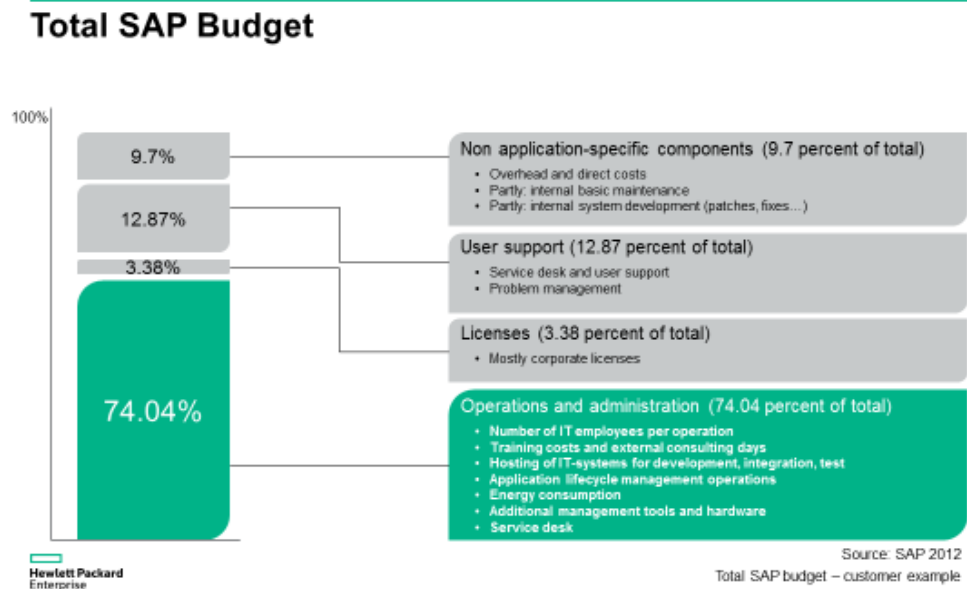 Total SAP Budget
100%
9.7%
12.87%
3.38%
74.04%
Non application-specific components (9.7 percent of total)
• Overhead and direct costs
• Partly: internal basic maintenance
• Partly: internal system development (patches, fixes…)
User support (12.87 percent of total)
• Service desk and user support
• Problem management
Licenses (3.38 percent of total)
• Mostly corporate licenses
Operations and administration (74.04 percent of total)
• Number of IT employees per operation
• Training costs and external consulting days
• Hosting of IT-systems for development, integration, test
• Application lifecycle management operations
• Energy consumption
• Additional management tools and hardware
• Service desk
Source: SAP 2012
Total SAP budget – customer example
Hewlett Packard
Enterprise